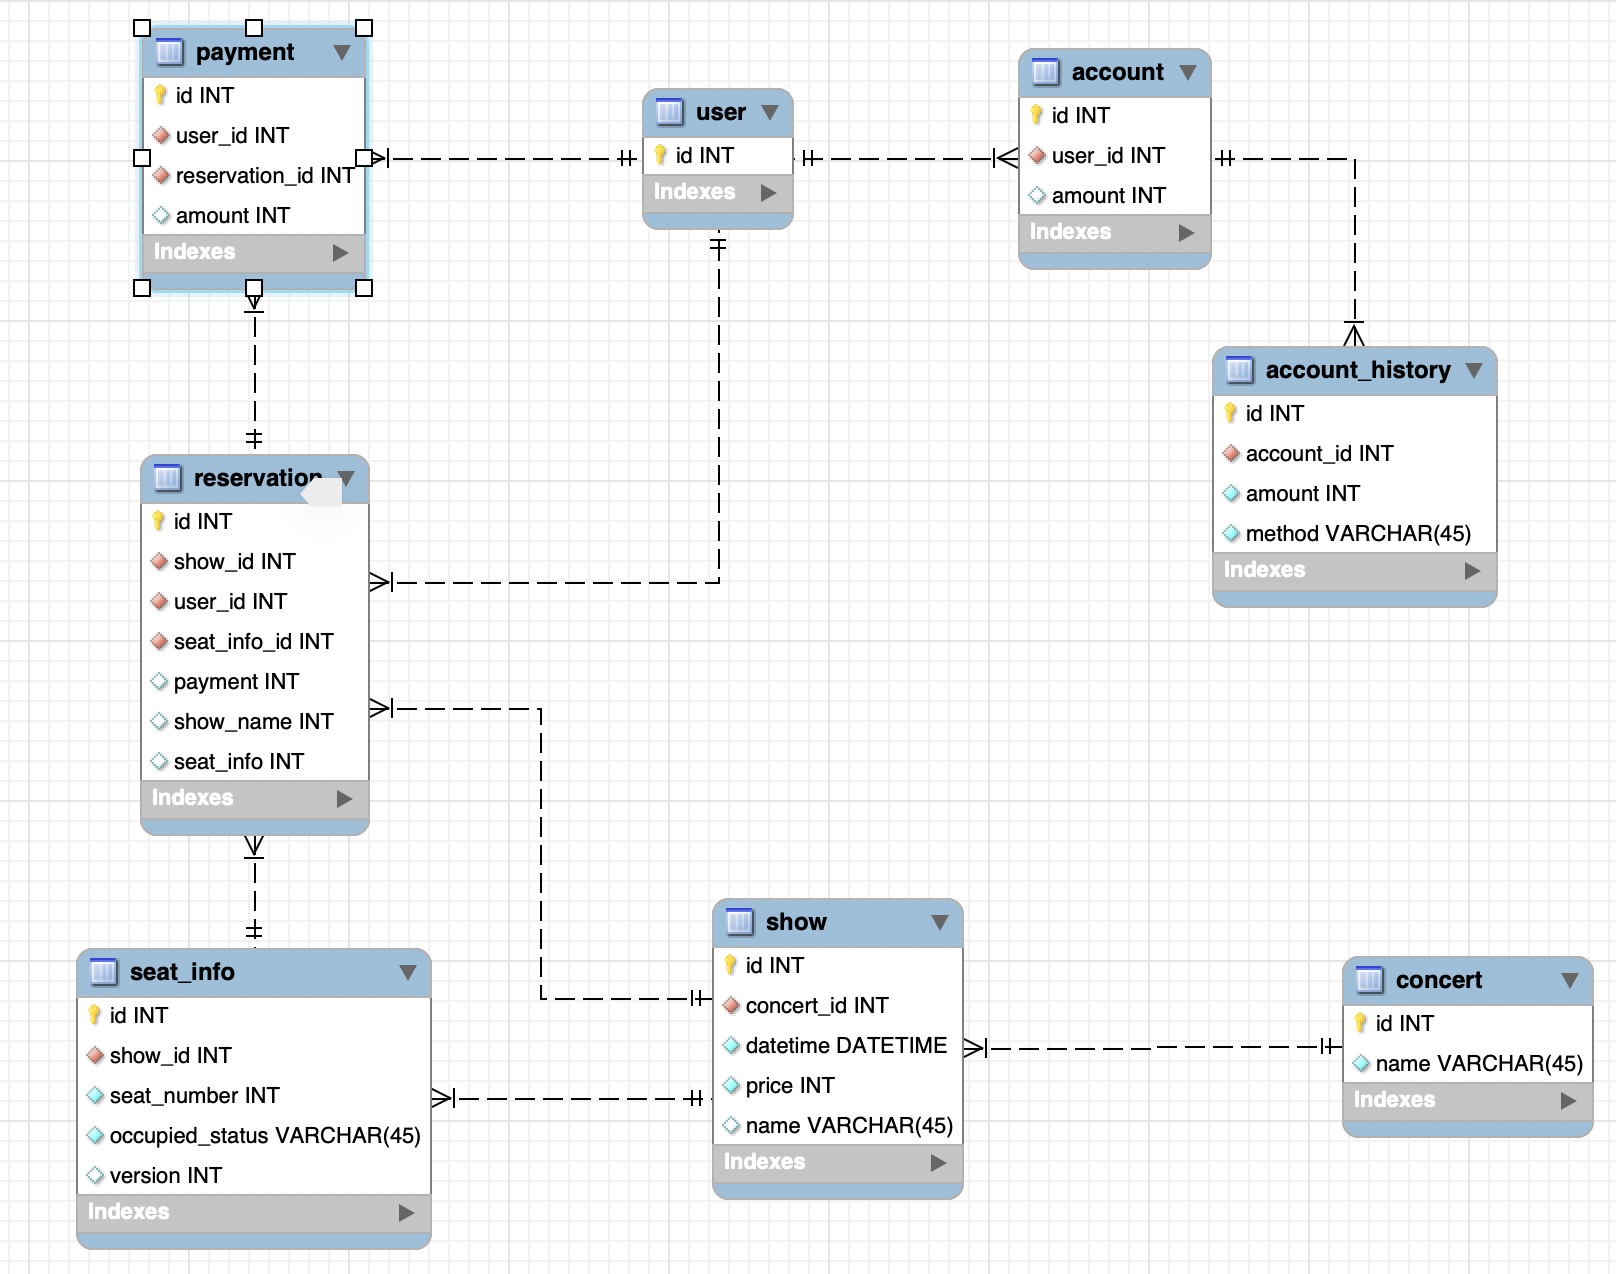 payment
id INT
user_id INT
reservation_id INT
amount INT
Indexes
user
id INT
Indexes
account
id INT
user_id INT
amount INT
Indexes
account_history
id INT
account_id INT
amount INT
method VARCHAR(45)
Indexes
reservation
id INT
show_id INT
user_id INT
seat_info_id INT
payment INT
show_name INT
seat_info INT
Indexes
seat_info
id INT
show_id INT
seat_number INT
occupied_status VARCHAR(45)
version INT
Indexes
show
id INT
concert_id INT
datetime DATETIME
price INT
name VARCHAR(45)
Indexes
concert
id INT
name VARCHAR(45)
Indexes